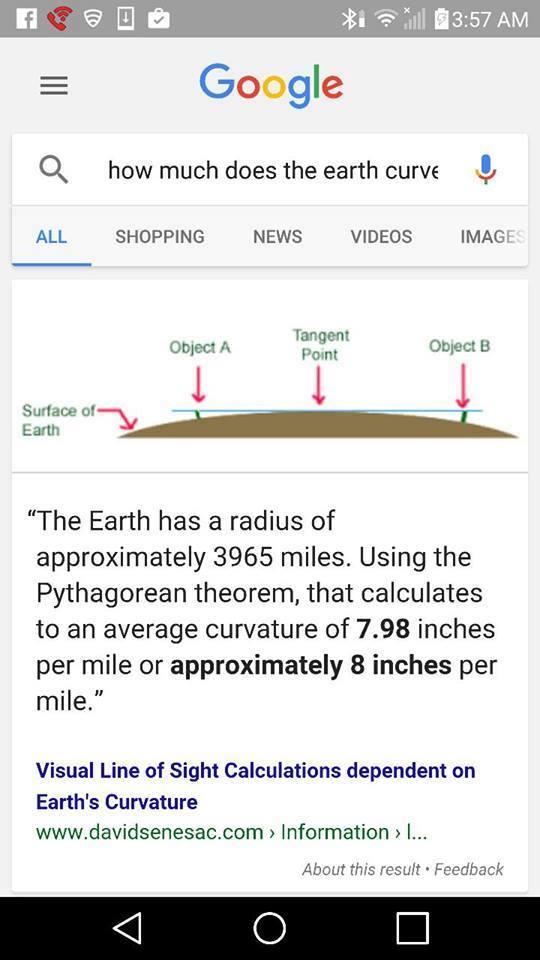 3:57 AM
Google
how much does the earth curve
ALL SHOPPING NEWS VIDEOS IMAGES
Object A
Tangent
Point
Object B
Surface of
Earth
“The Earth has a radius of
approximately 3965 miles. Using the
Pythagorean theorem, that calculates
to an average curvature of 7.98 inches
per mile or approximately 8 inches per
mile.”
Visual Line of Sight Calculations dependent on
Earth's Curvature
www.davidsenesac.com › Information › I...
About this result • Feedback